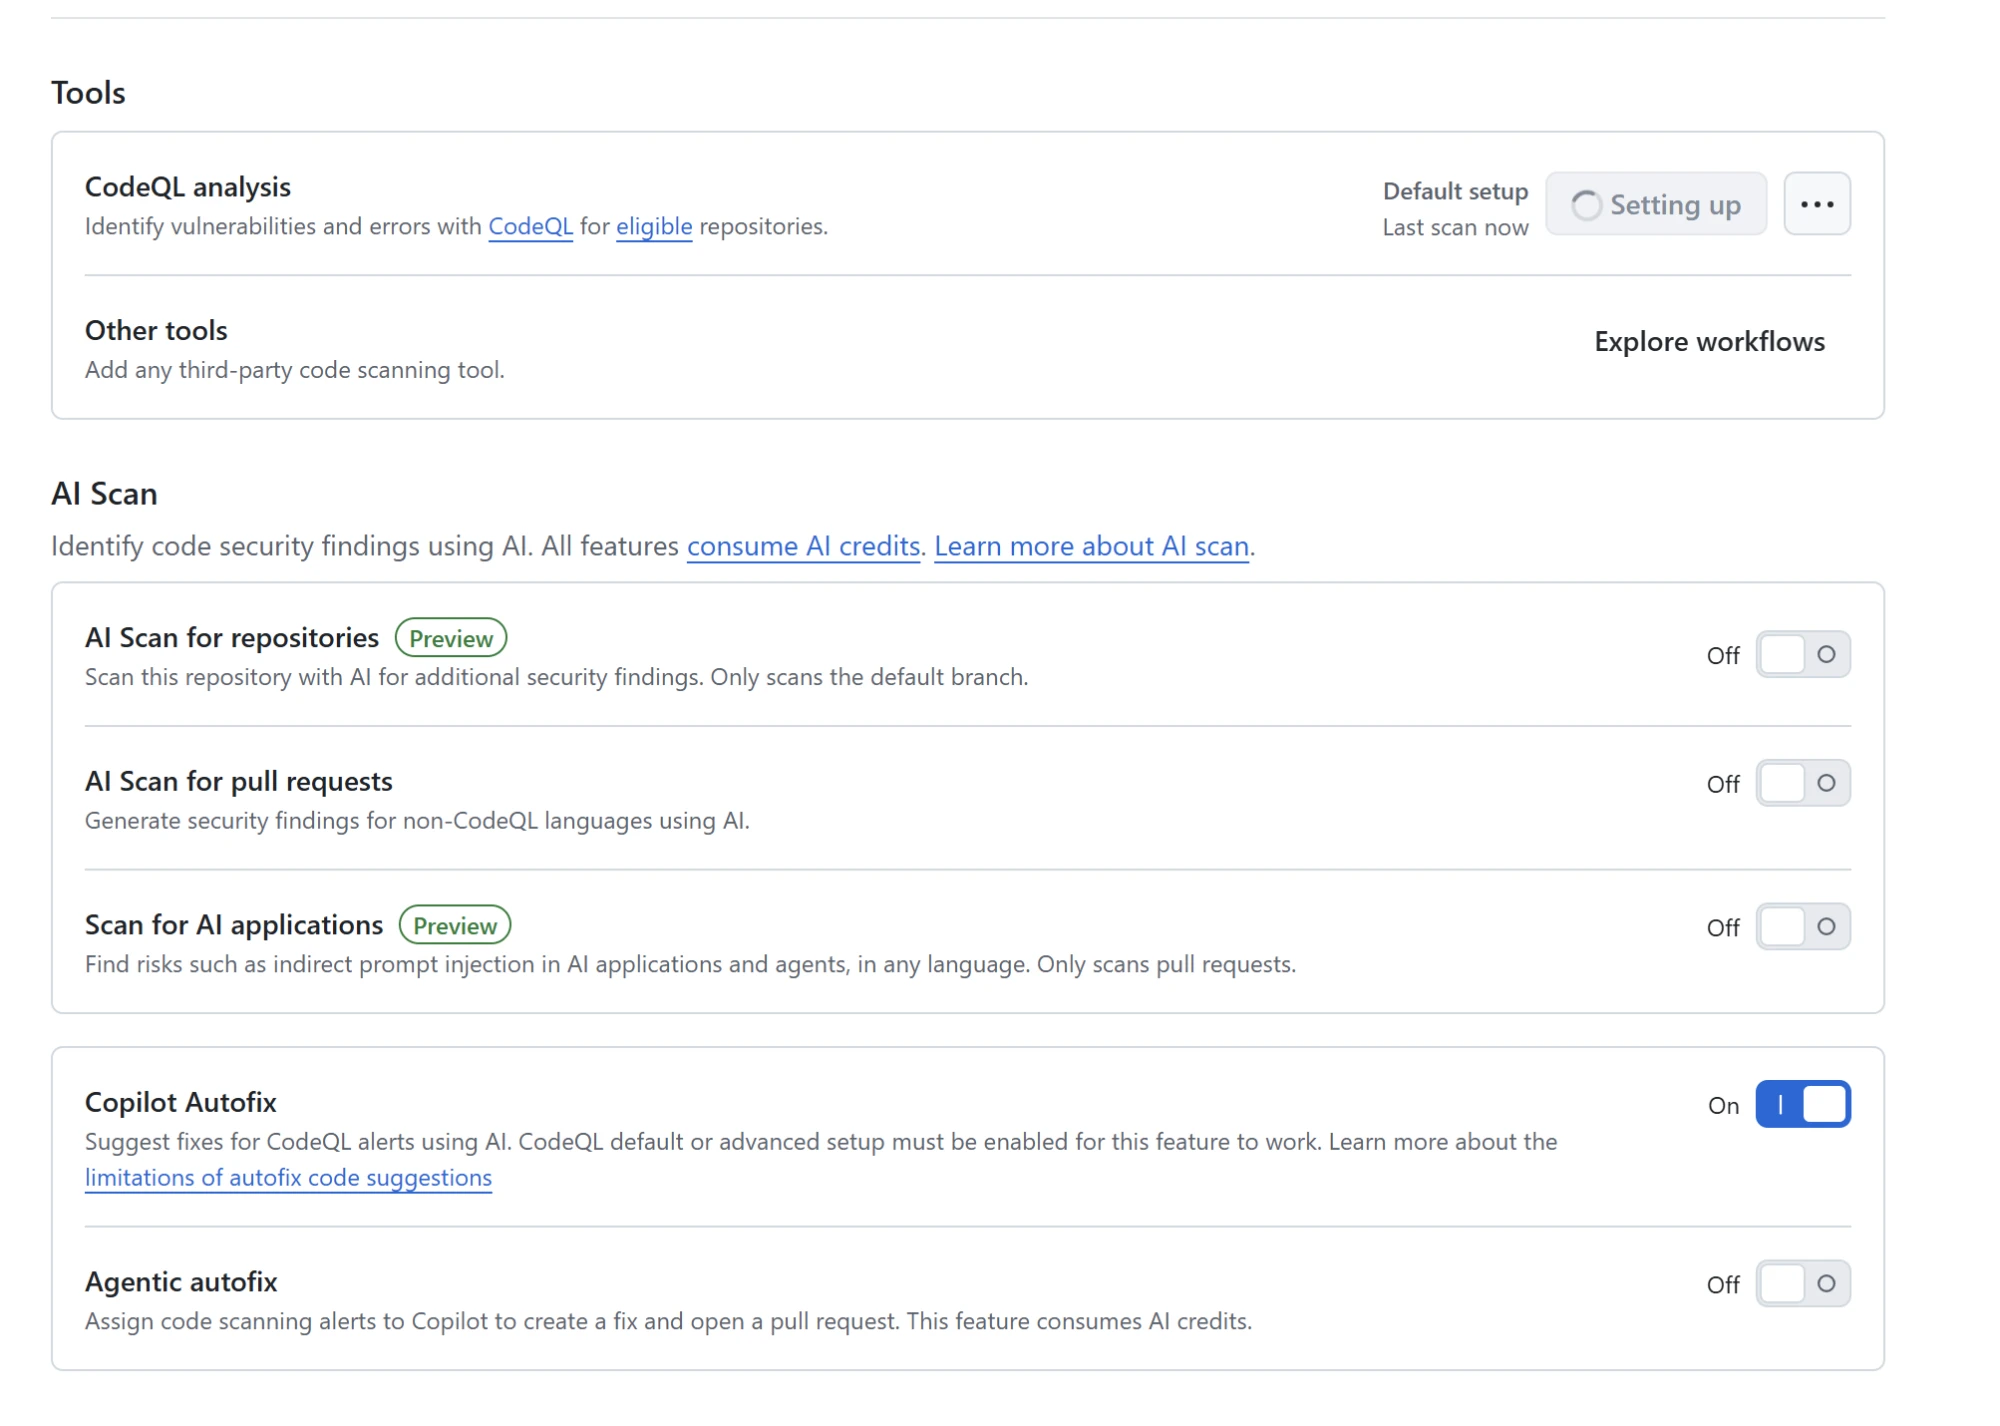 Tools
CodeQL analysis
Identify vulnerabilities and errors with CodeQL for eligible repositories.
Default setup
Last scan now
Setting up
Other tools
Add any third-party code scanning tool.
Explore workflows
AI Scan
Identify code security findings using AI. All features consume AI credits. Learn more about AI scan.
AI Scan for repositories Preview
Scan this repository with AI for additional security findings. Only scans the default branch.
Off
AI Scan for pull requests
Generate security findings for non-CodeQL languages using AI.
Off
Scan for AI applications Preview
Find risks such as indirect prompt injection in AI applications and agents, in any language. Only scans pull requests.
Off
Copilot Autofix
Suggest fixes for CodeQL alerts using AI. CodeQL default or advanced setup must be enabled for this feature to work. Learn more about the
limitations of autofix code suggestions
On
Agentic autofix
Assign code scanning alerts to Copilot to create a fix and open a pull request. This feature consumes AI credits.
Off